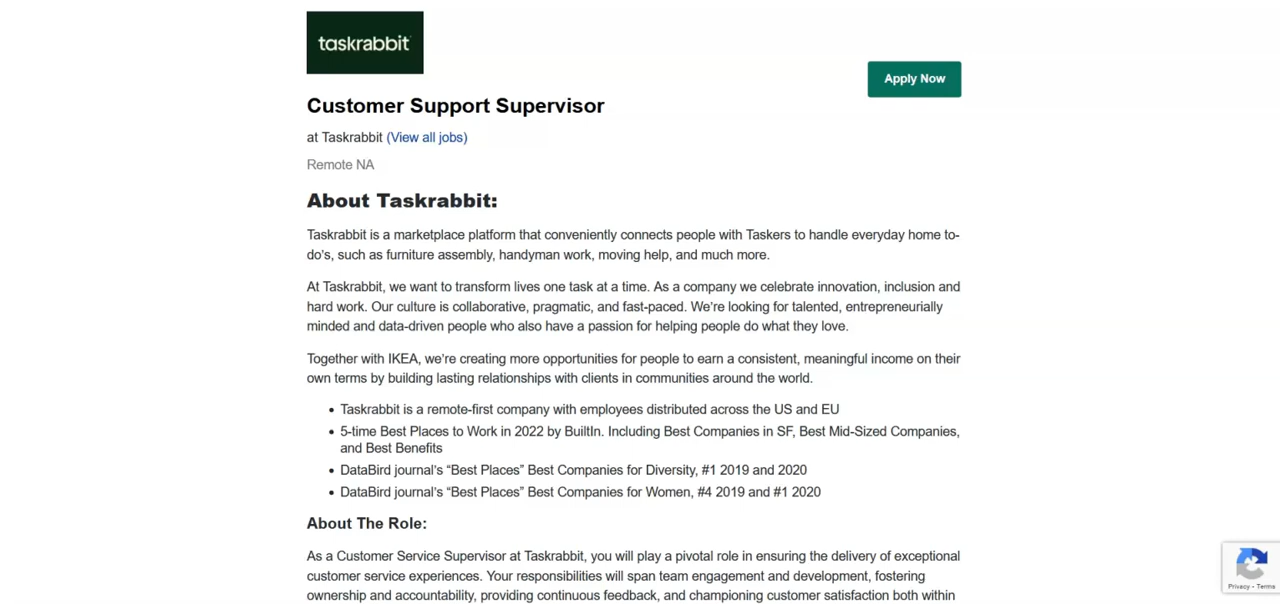 taskrabbit
Apply Now
Customer Support Supervisor
at Taskrabbit (View all jobs)
Remote NA
About Taskrabbit:
Taskrabbit is a marketplace platform that conveniently connects people with Taskers to handle everyday home to-
do’s, such as furniture assembly, handyman work, moving help, and much more.
At Taskrabbit, we want to transform lives one task at a time. As a company we celebrate innovation, inclusion and
hard work. Our culture is collaborative, pragmatic, and fast-paced. We’re looking for talented, entrepreneurially
minded and data-driven people who also have a passion for helping people do what they love.
Together with IKEA, we’re creating more opportunities for people to earn a consistent, meaningful income on their
own terms by building lasting relationships with clients in communities around the world.
• Taskrabbit is a remote-first company with employees distributed across the US and EU
• 5-time Best Places to Work in 2022 by BuiltIn. Including Best Companies in SF, Best Mid-Sized Companies,
and Best Benefits
• DataBird journal’s “Best Places” Best Companies for Diversity, #1 2019 and 2020
• DataBird journal’s “Best Places” Best Companies for Women, #4 2019 and #1 2020
About The Role:
As a Customer Service Supervisor at Taskrabbit, you will play a pivotal role in ensuring the delivery of exceptional
customer service experiences. Your responsibilities will span team engagement and development, fostering
ownership and accountability, providing continuous feedback, and championing customer satisfaction both within
Privacy - Terms